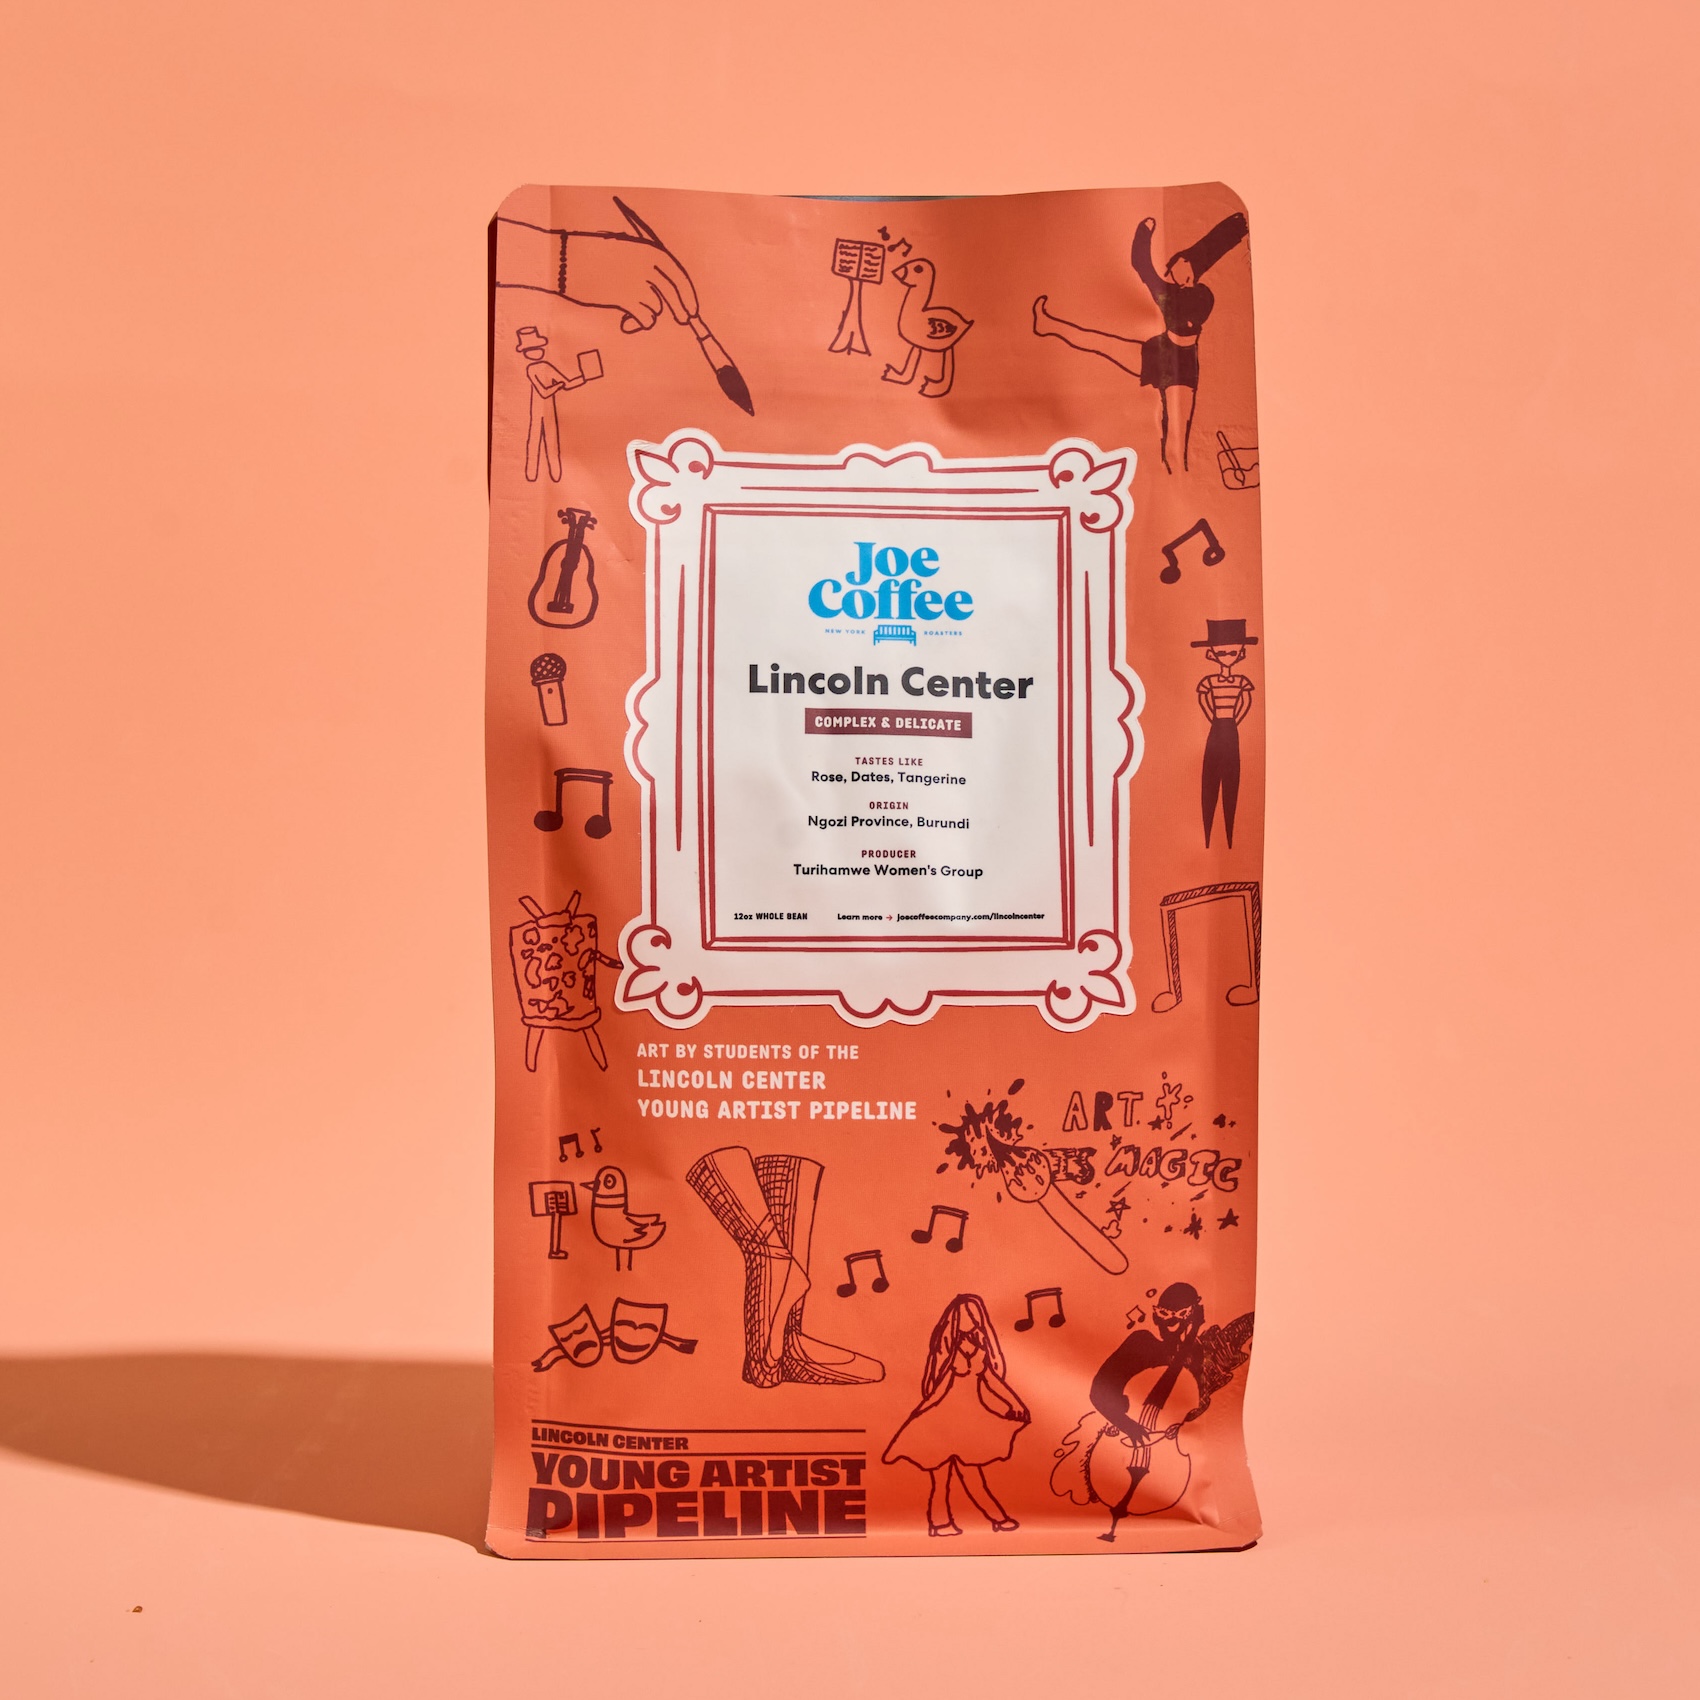 Joe
Coffee
NEW YORK ROASTERS
Lincoln Center
COMPLEX & DELICATE
TASTES LIKE
Rose, Dates, Tangerine
ORIGIN
Ngozi Province, Burundi
PRODUCER
Turihamwe Women's Group
12oz WHOLE BEAN Learn more → joecoffeecompany.com/lincolncenter
ART BY STUDENTS OF THE
LINCOLN CENTER
YOUNG ARTIST PIPELINE
ART
IS MAGIC
LINCOLN CENTER
YOUNG ARTIST
PIPELINE